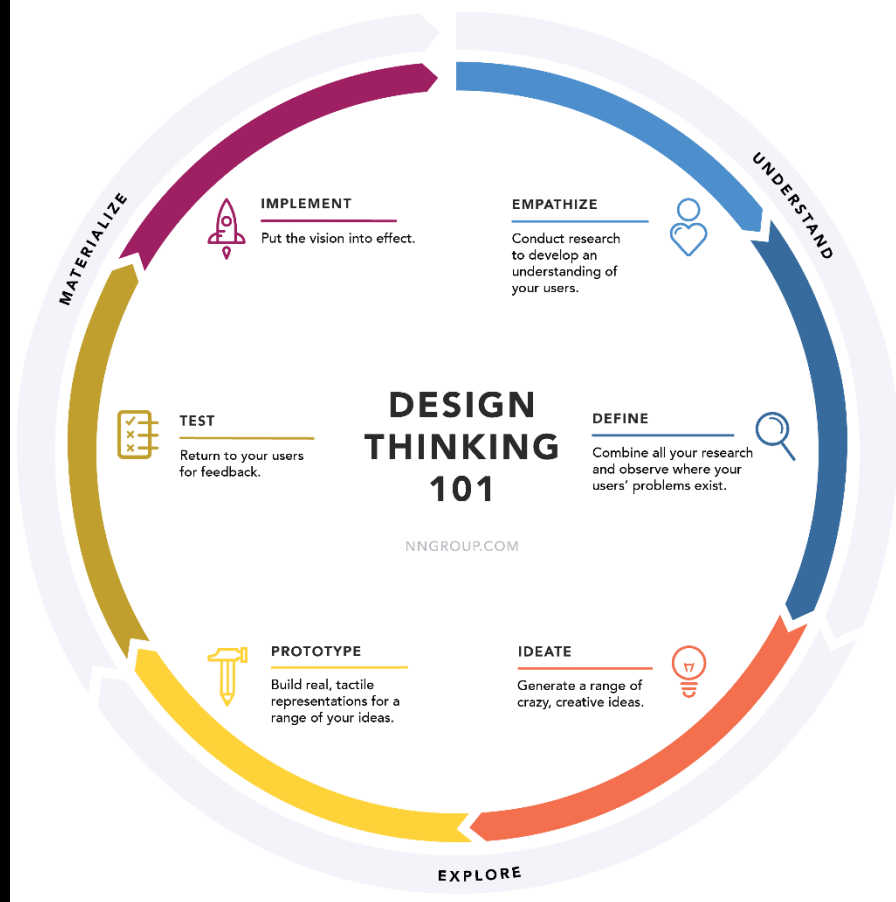 UNDERSTAND
MATERIALIZE
IMPLEMENT
Put the vision into effect.
EMPATHIZE
Conduct research
to develop an
understanding of
your users.
DESIGN
THINKING
101
NNGROUP.COM
TEST
Return to your users
for feedback.
DEFINE
Combine all your research
and observe where your
users’ problems exist.
PROTOTYPE
Build real, tactile
representations for a
range of your ideas.
IDEATE
Generate a range of
crazy, creative ideas.
EXPLORE